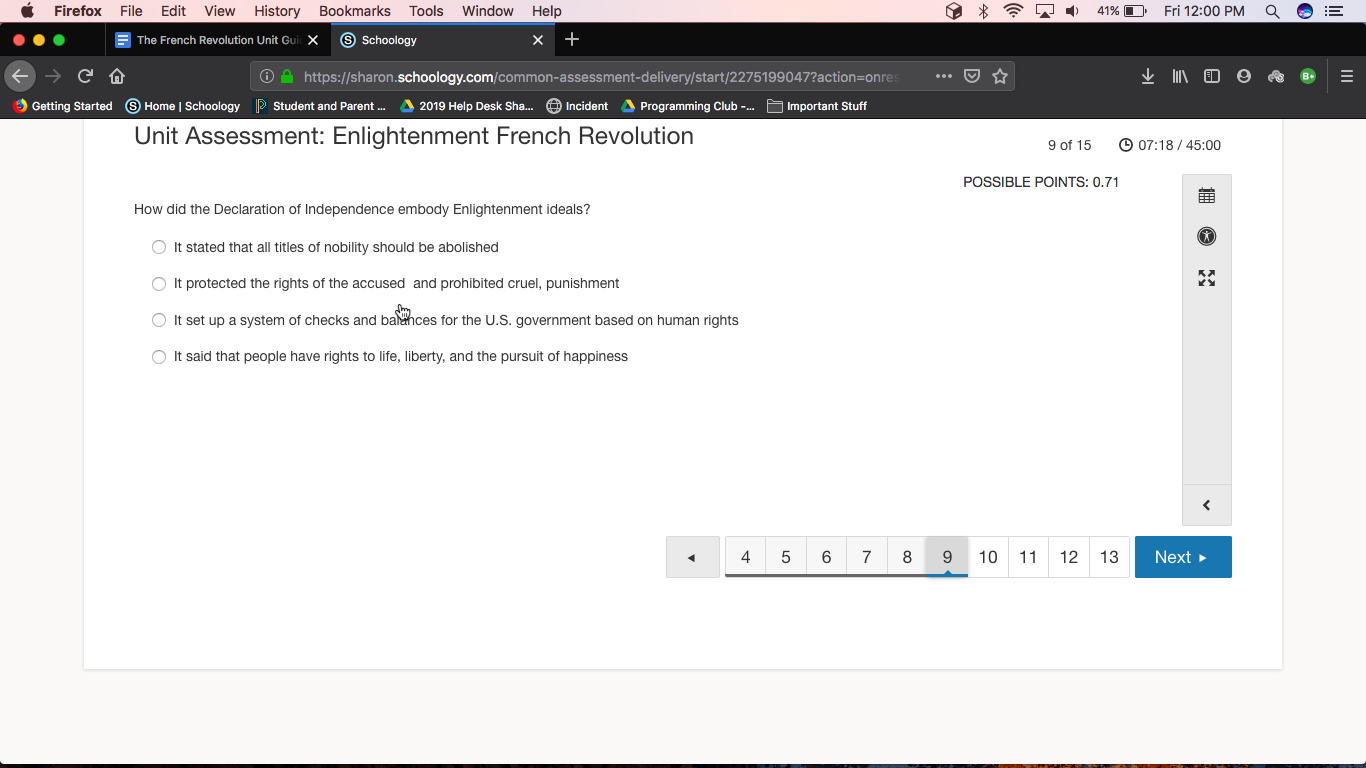 Firefox File Edit View History Bookmarks Tools Window Help 41% Fri 12:00 PM
The French Revolution Unit Gui Schoology
https://sharon.schoology.com/common-assessment-delivery/start/2275199047?action=onres
Getting Started Home | Schoology Student and Parent ... 2019 Help Desk Sha... Incident Programming Club -... Important Stuff
Unit Assessment: Enlightenment French Revolution
9 of 15 07:18 / 45:00
POSSIBLE POINTS: 0.71
How did the Declaration of Independence embody Enlightenment ideals?
It stated that all titles of nobility should be abolished
It protected the rights of the accused and prohibited cruel, punishment
It set up a system of checks and balances for the U.S. government based on human rights
It said that people have rights to life, liberty, and the pursuit of happiness
4 5 6 7 8 9 10 11 12 13 Next